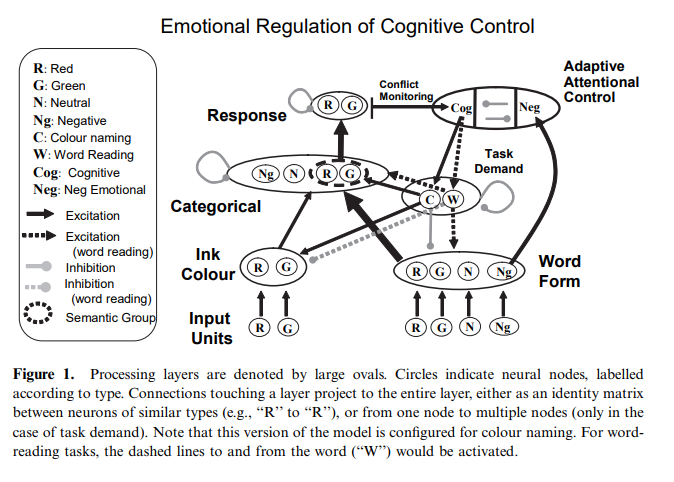 Emotional Regulation of Cognitive Control
R: Red
G: Green
N: Neutral
Ng: Negative
C: Colour naming
W: Word Reading
Cog: Cognitive
Neg: Neg Emotional
Excitation
Excitation
(word reading)
Inhibition
Inhibition
(word reading)
Semantic Group
Response
R G
Conflict
Monitoring
Cog
Neg
Adaptive
Attentional
Control
Categorical
Ng N R G
Task
Demand
C W
Ink
Colour
R G
Word
Form
R G N Ng
Input
Units
R G
R G N Ng
Figure 1. Processing layers are denoted by large ovals. Circles indicate neural nodes, labelled
according to type. Connections touching a layer project to the entire layer, either as an identity matrix
between neurons of similar types (e.g., “R” to “R”), or from one node to multiple nodes (only in the
case of task demand). Note that this version of the model is configured for colour naming. For word-
reading tasks, the dashed lines to and from the word (“W”) would be activated.